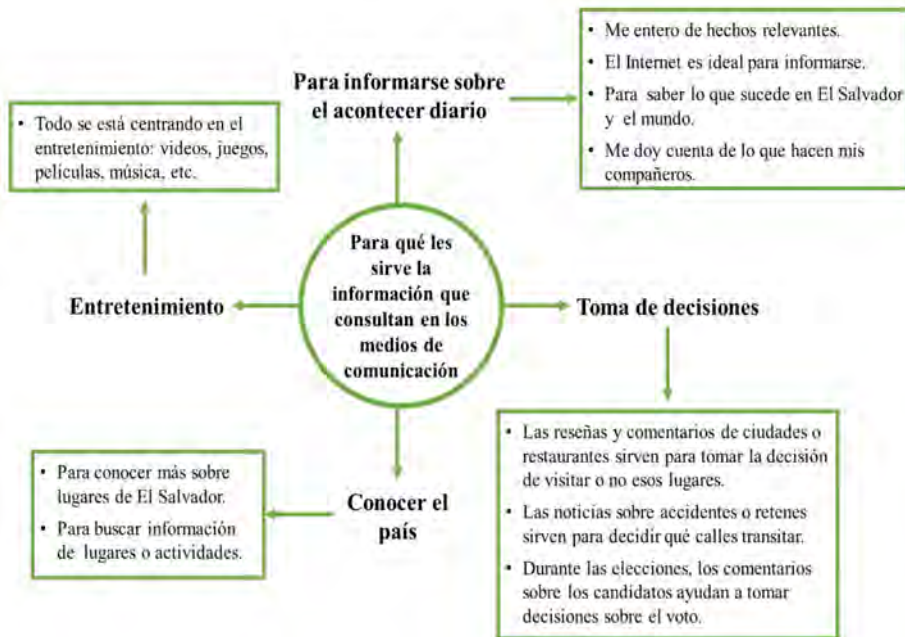 Para informarse sobre
el acontecer diario
• Me entero de hechos relevantes.
• El Internet es ideal para informarse.
• Para saber lo que sucede en El Salvador
y el mundo.
• Me doy cuenta de lo que hacen mis
compañeros.
• Todo se está centrando en el
entretenimiento: videos, juegos,
películas, música, etc.
Para qué les
sirve la
información que
consultan en los
medios de
comunicación
Entretenimiento
Toma de decisiones
• Las reseñas y comentarios de ciudades o
restaurantes sirven para tomar la decisión
de visitar o no esos lugares.
• Las noticias sobre accidentes o retenes
sirven para decidir qué calles transitar.
• Durante las elecciones, los comentarios
sobre los candidatos ayudan a tomar
decisiones sobre el voto.
Conocer el
país
• Para conocer más sobre
lugares de El Salvador.
• Para buscar información
de lugares o actividades.